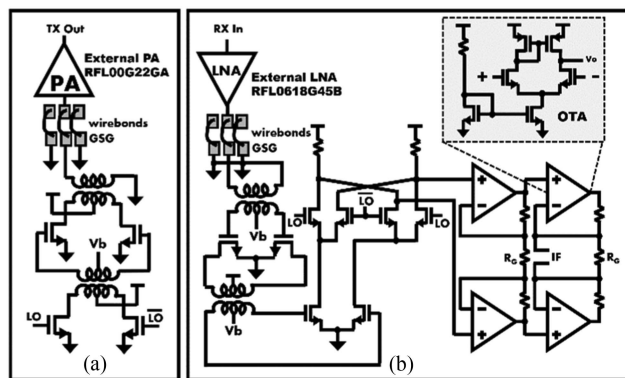 TX Out
External PA
RFL00G22GA
PA
wirebonds
GSG
Vb
LO
LO
(a)
RX In
LNA
External LNA
RFL0618G45B
wirebonds
GSG
Vb
Vb
LO
LO
LO
(b)
+
-
Vo
OTA
+
-
+
-
RG
IF
RG
-
+
-
+